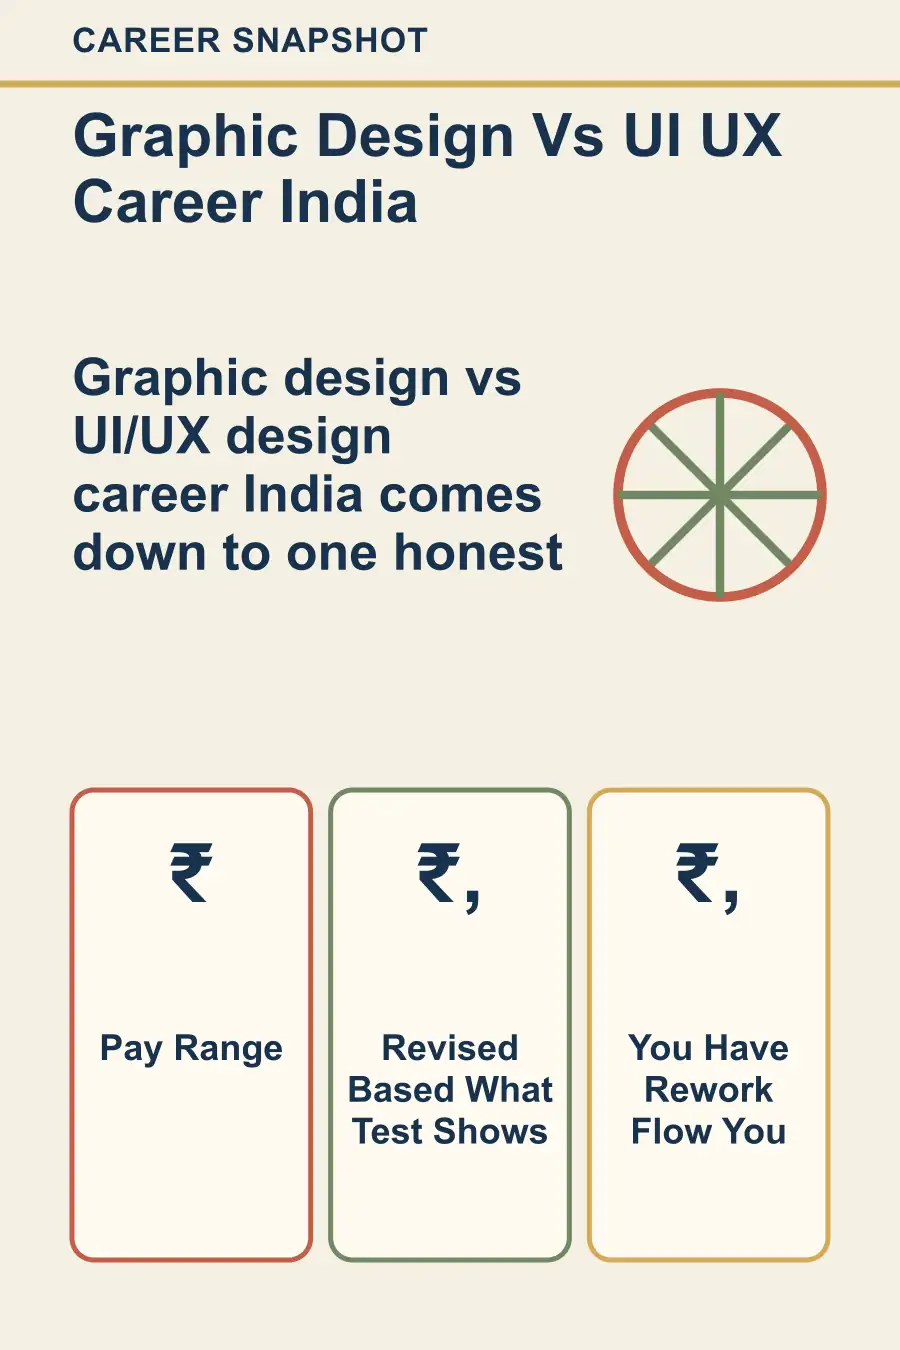 CAREER SNAPSHOT
Graphic Design Vs UI UX
Career India
Graphic design vs
UI/UX design
career India comes
down to one honest
₹
Pay Range
₹,
Revised
Based What
Test Shows
₹,
You Have
Rework
Flow You